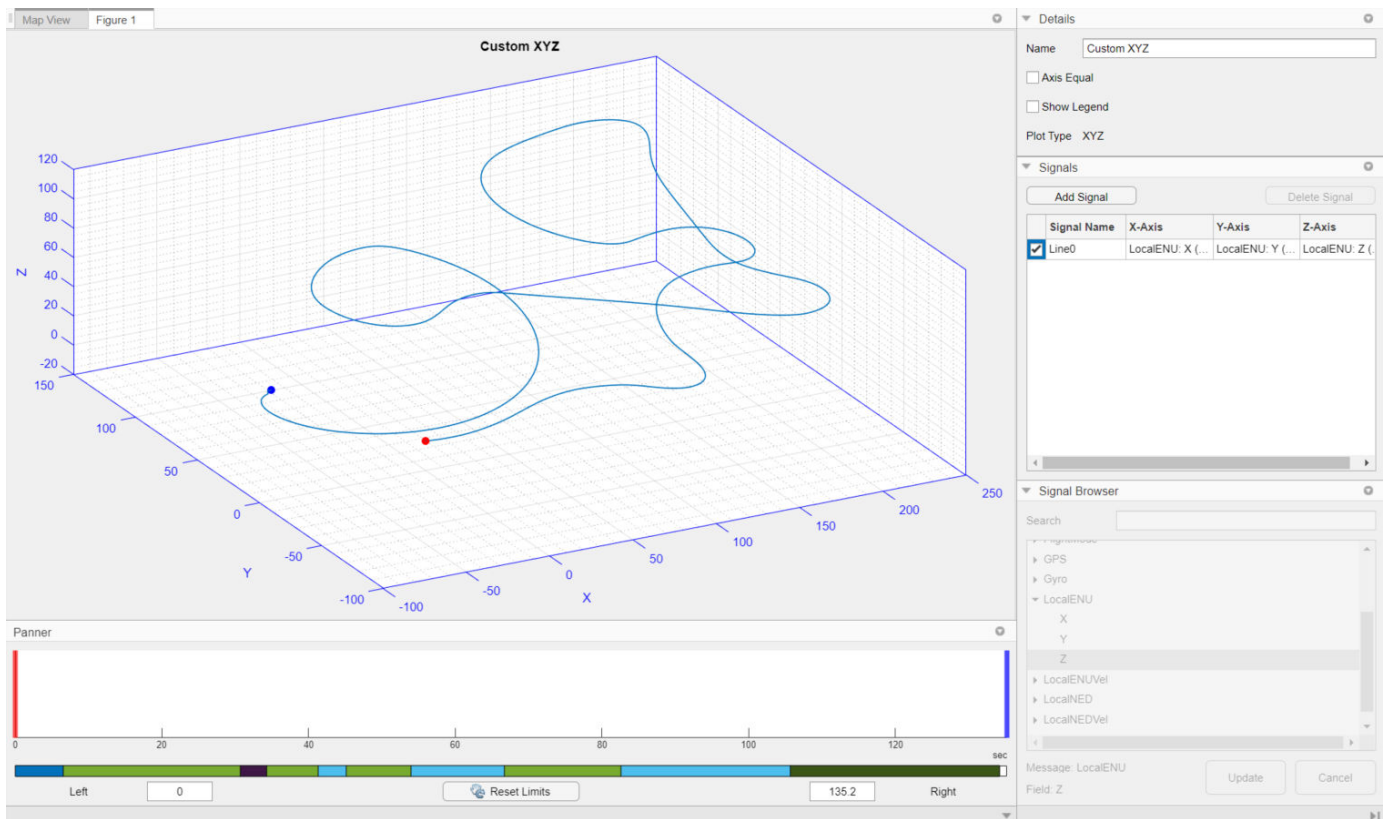 Map View Figure 1
Custom XYZ
120
100
80
60
40
20
0
-20
Z
150
100
50
0
-50
-100
Y
-100
-50
0
50
100
150
200
250
X
Panner
0 20 40 60 80 100 120
sec
Left 0 Reset Limits 135.2 Right
Details
Name Custom XYZ
Axis Equal
Show Legend
Plot Type XYZ
Signals
Add Signal Delete Signal
Signal Name X-Axis Y-Axis Z-Axis
Line0 LocalENU: X (... LocalENU: Y (... LocalENU: Z (.
Signal Browser
Search
GPS
Gyro
LocalENU
X
Y
Z
LocalENUVel
LocalNED
LocalNEDVel
Message: LocalENU
Field: Z
Update Cancel